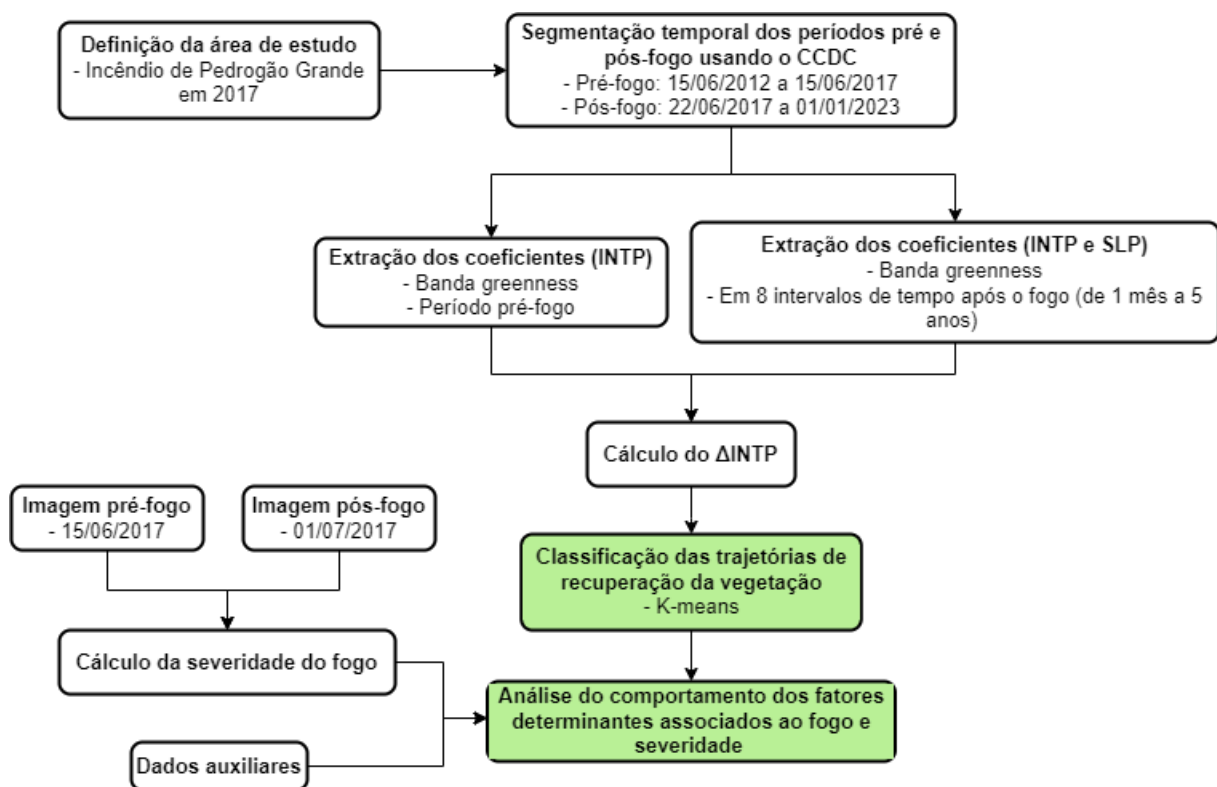 Definição da área de estudo
- Incêndio de Pedrogão Grande
em 2017
Segmentação temporal dos períodos pré e
pós-fogo usando o CCDC
- Pré-fogo: 15/06/2012 a 15/06/2017
- Pós-fogo: 22/06/2017 a 01/01/2023
Extração dos coeficientes (INTP)
- Banda greenness
- Período pré-fogo
Extração dos coeficientes (INTP e SLP)
- Banda greenness
- Em 8 intervalos de tempo após o fogo (de 1 mês a 5
anos)
Cálculo do ΔINTP
Imagem pré-fogo
- 15/06/2017
Imagem pós-fogo
- 01/07/2017
Classificação das trajetórias de
recuperação da vegetação
- K-means
Cálculo da severidade do fogo
Análise do comportamento dos fatores
determinantes associados ao fogo e
severidade
Dados auxiliares